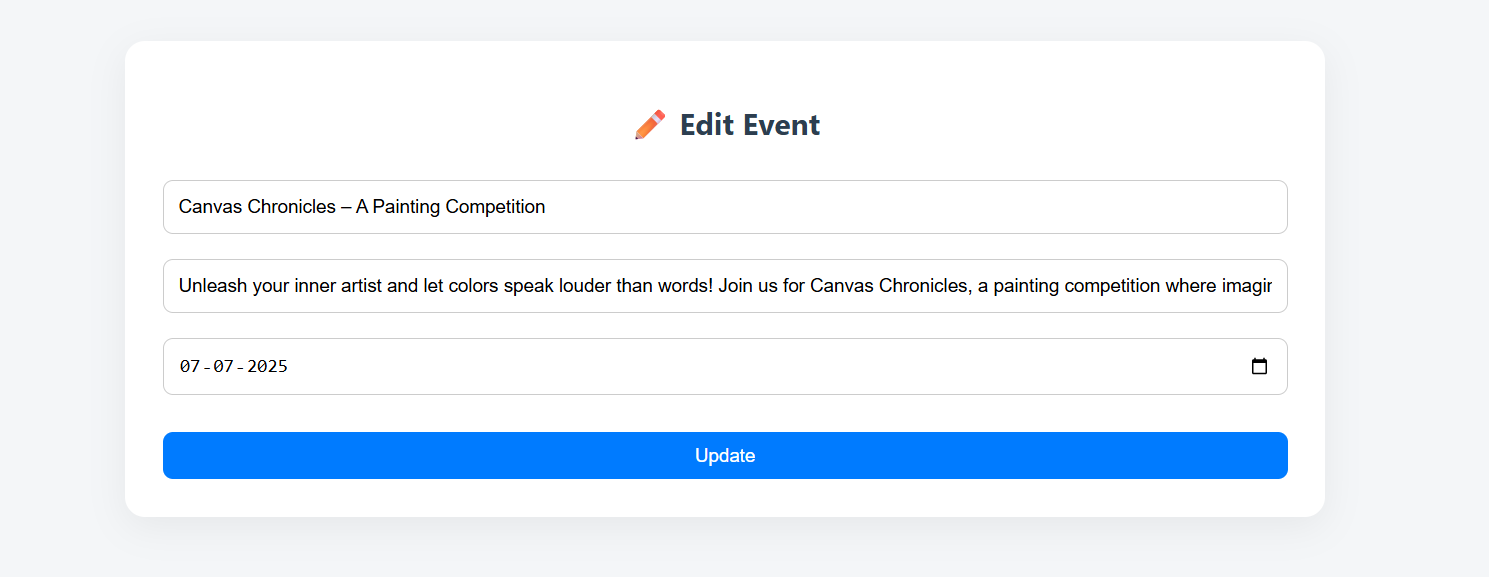 Edit Event
Canvas Chronicles – A Painting Competition
Unleash your inner artist and let colors speak louder than words! Join us for Canvas Chronicles, a painting competition where
07-07-2025
Update